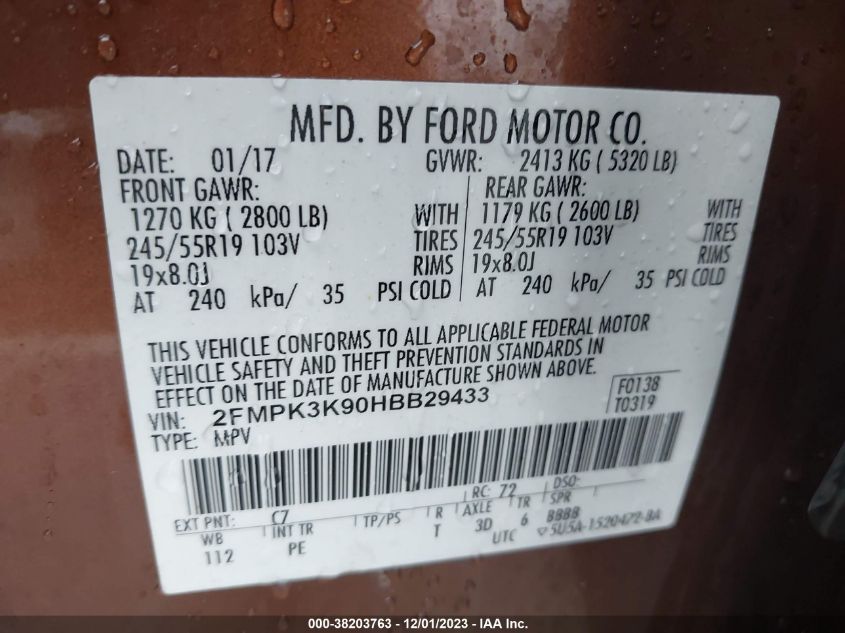 MFD. BY FORD MOTOR CO.
DATE: 01/17 GVWR: 2413 KG ( 5320 LB)
FRONT GAWR: REAR GAWR:
1270 KG ( 2800 LB) WITH 1179 KG ( 2600 LB) WITH
245/55R19 103V TIRES 245/55R19 103V TIRES
19x8.0J RIMS 19x8.0J RIMS
AT 240 kPa/ 35 PSI COLD AT 240 kPa/ 35 PSI COLD
THIS VEHICLE CONFORMS TO ALL APPLICABLE FEDERAL MOTOR
VEHICLE SAFETY AND THEFT PREVENTION STANDARDS IN
EFFECT ON THE DATE OF MANUFACTURE SHOWN ABOVE.
VIN: 2FMPK3K90HBB29433 F0138
TYPE: MPV T0319
EXT PNT: C7 RC: 72 DSO:
WB INT TR TP/PS R AXLE TR SPR
112 PE T 3D 6 BBBB
UTC 5U5A-1520472-BA
000-38203763 - 12/01/2023 - IAA Inc.